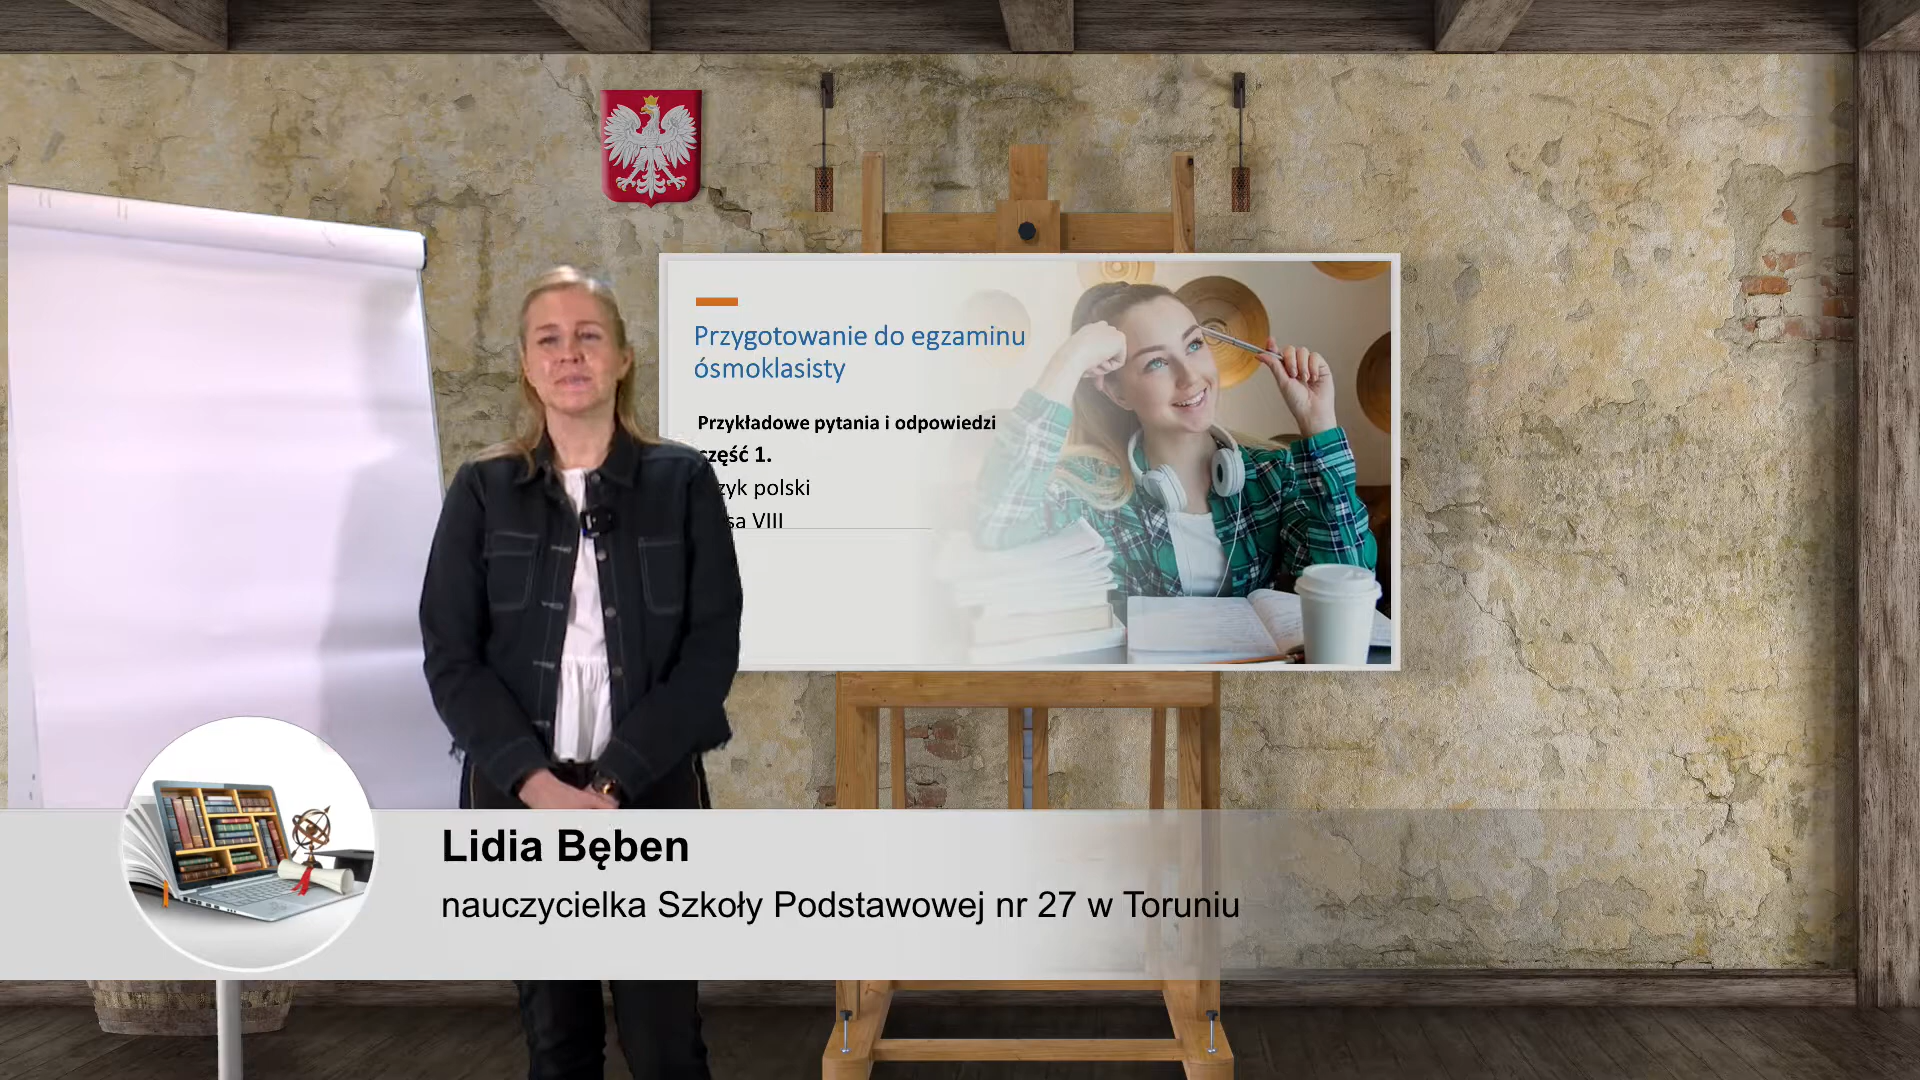 Przygotowanie do egzaminu
ósmoklasisty
Przykładowe pytania i odpowiedzi
część 1.
zyk polski
sa VIII
Lidia Bęben
nauczycielka Szkoły Podstawowej nr 27 w Toruniu